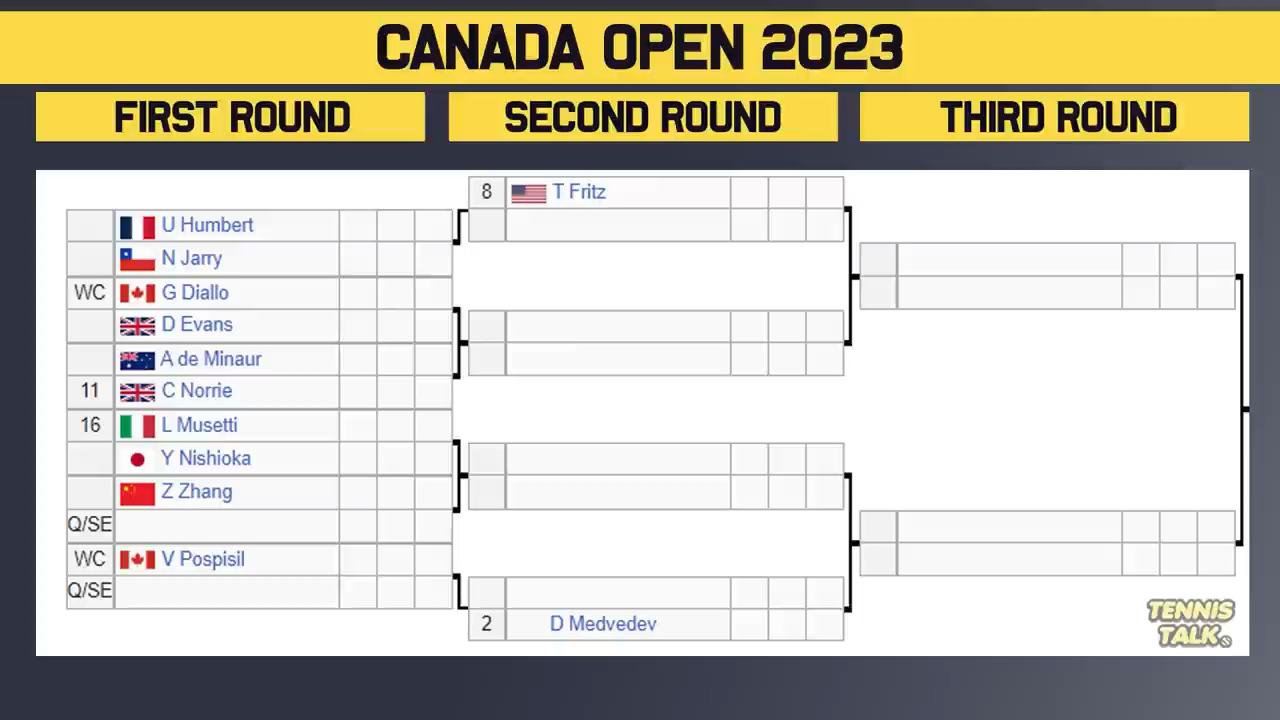 CANADA OPEN 2023
FIRST ROUND
SECOND ROUND
THIRD ROUND
8 T Fritz
U Humbert
N Jarry
WC G Diallo
D Evans
A de Minaur
11 C Norrie
16 L Musetti
Y Nishioka
Z Zhang
Q/SE
WC V Pospisil
Q/SE
2 D Medvedev
TENNIS
TALK